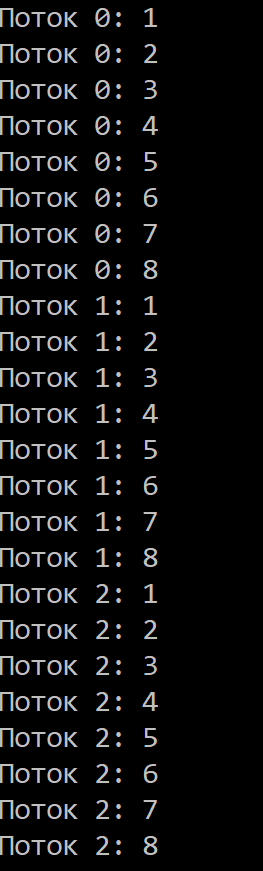 Поток 0: 1
Поток 0: 2
Поток 0: 3
Поток 0: 4
Поток 0: 5
Поток 0: 6
Поток 0: 7
Поток 0: 8
Поток 1: 1
Поток 1: 2
Поток 1: 3
Поток 1: 4
Поток 1: 5
Поток 1: 6
Поток 1: 7
Поток 1: 8
Поток 2: 1
Поток 2: 2
Поток 2: 3
Поток 2: 4
Поток 2: 5
Поток 2: 6
Поток 2: 7
Поток 2: 8